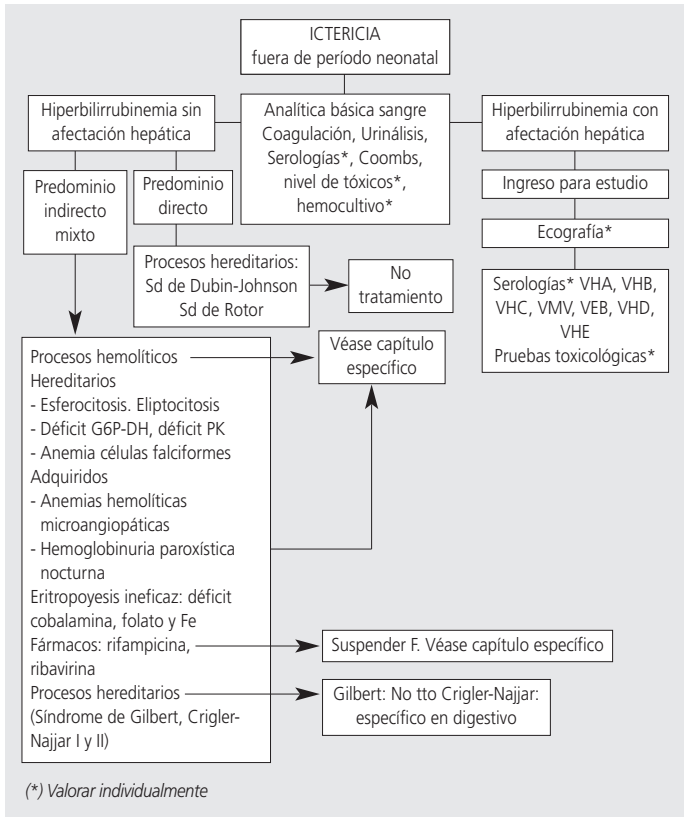 ICTERICIA
fuera de período neonatal
Hiperbilirrubinemia sin
afectación hepática
Analítica básica sangre
Coagulación, Urinálisis,
Serologías*, Coombs,
nivel de tóxicos*,
hemocultivo*
Hiperbilirrubinemia con
afectación hepática
Predominio
indirecto
mixto
Predominio
directo
Ingreso para estudio
Ecografía*
Procesos hereditarios:
Sd de Dubin-Johnson
Sd de Rotor
No
tratamiento
Serologías* VHA, VHB,
VHC, VMV, VEB, VHD,
VHE
Pruebas toxicológicas*
Procesos hemolíticos
Hereditarios
- Esferocitosis. Eliptocitosis
- Déficit G6P-DH, déficit PK
- Anemia células falciformes
Adquiridos
- Anemias hemolíticas
microangiopáticas
- Hemoglobinuria paroxística
nocturna
Eritropoyesis ineficaz: déficit
cobalamina, folato y Fe
Fármacos: rifampicina,
ribavirina
Procesos hereditarios
(Síndrome de Gilbert, Crigler-
Najjar I y II)
Véase capítulo
específico
Suspender F. Véase capítulo específico
Gilbert: No tto Crigler-Najjar:
específico en digestivo
(*) Valorar individualmente